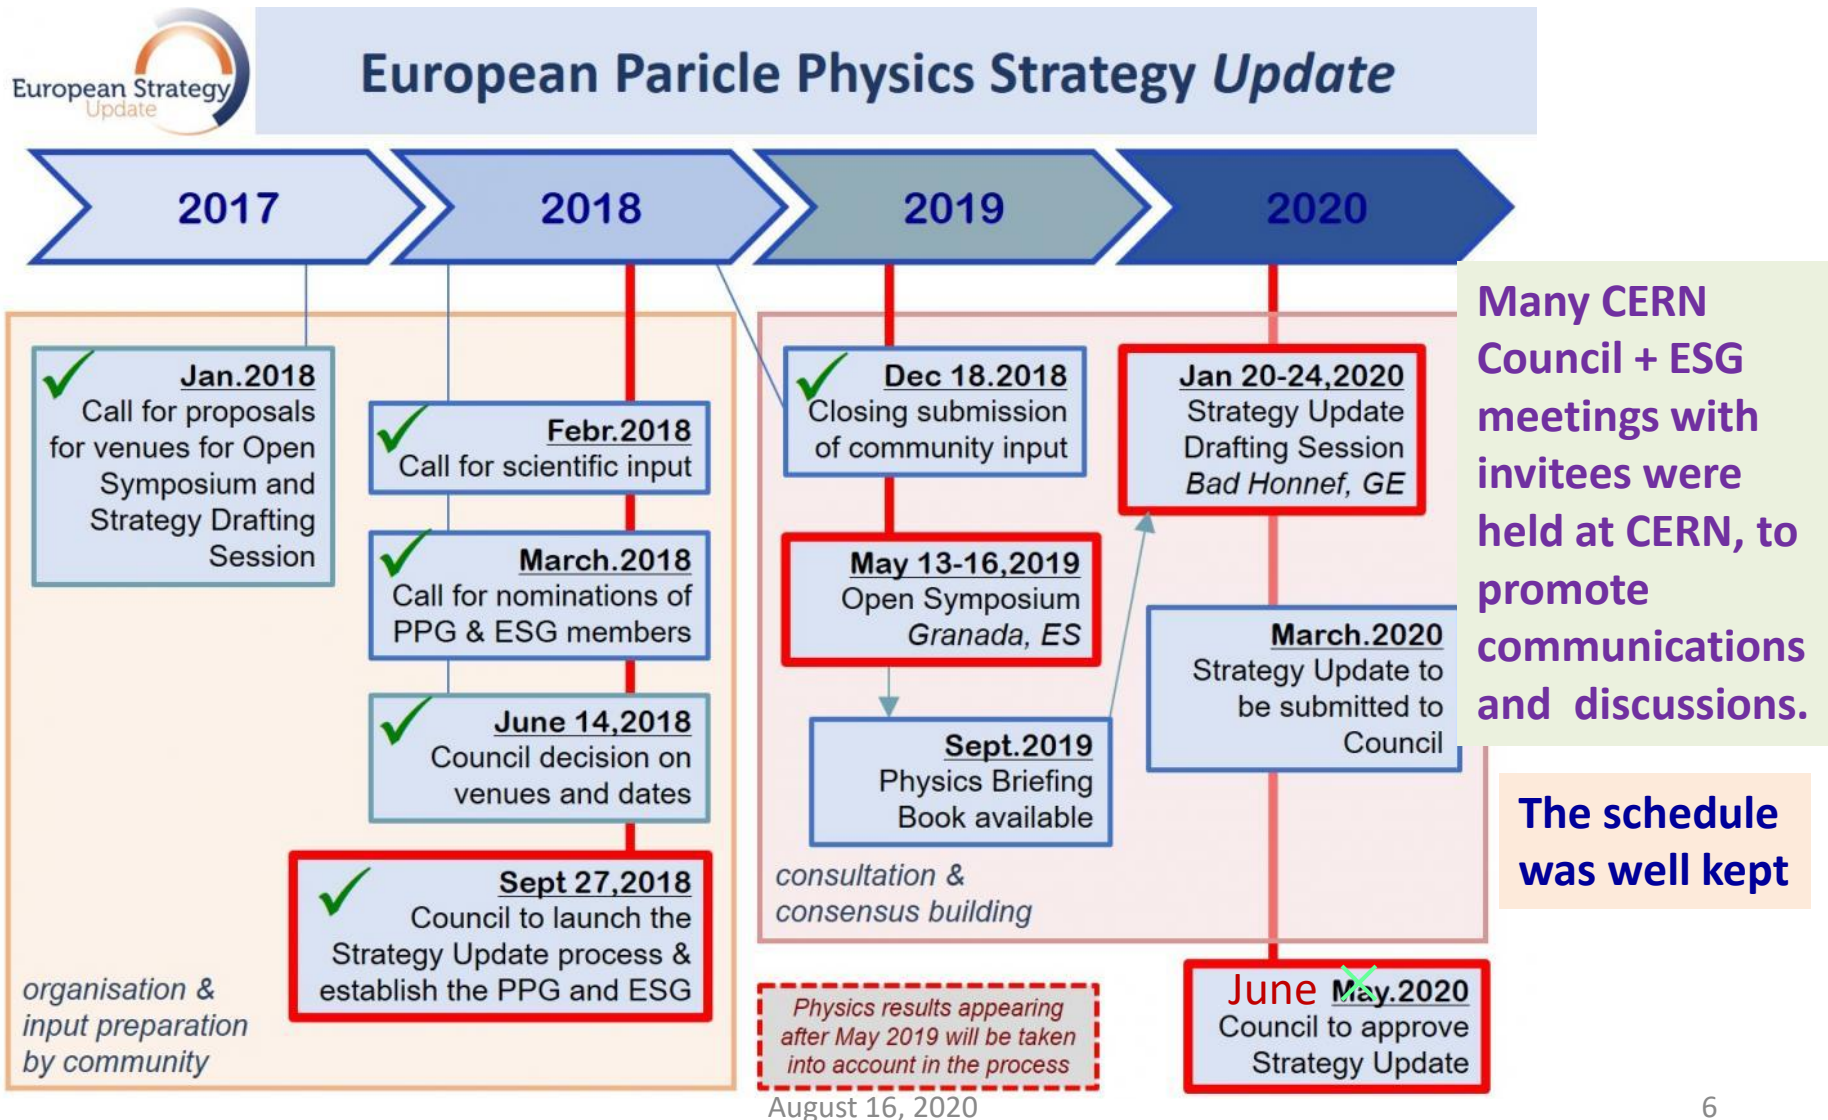 European Strategy
Update
European Paricle Physics Strategy Update
2017
2018
2019
2020
Jan.2018
Call for proposals
for venues for Open
Symposium and
Strategy Drafting
Session
Febr.2018
Call for scientific input
March.2018
Call for nominations of
PPG & ESG members
June 14,2018
Council decision on
venues and dates
Sept 27,2018
Council to launch the
Strategy Update process &
establish the PPG and ESG
organisation &
input preparation
by community
Dec 18.2018
Closing submission
of community input
May 13-16,2019
Open Symposium
Granada, ES
Sept.2019
Physics Briefing
Book available
consultation &
consensus building
Jan 20-24,2020
Strategy Update
Drafting Session
Bad Honnef, GE
March.2020
Strategy Update to
be submitted to
Council
June May.2020
Council to approve
Strategy Update
Physics results appearing
after May 2019 will be taken
into account in the process
Many CERN
Council + ESG
meetings with
invitees were
held at CERN, to
promote
communications
and discussions.
The schedule
was well kept
August 16, 2020
6